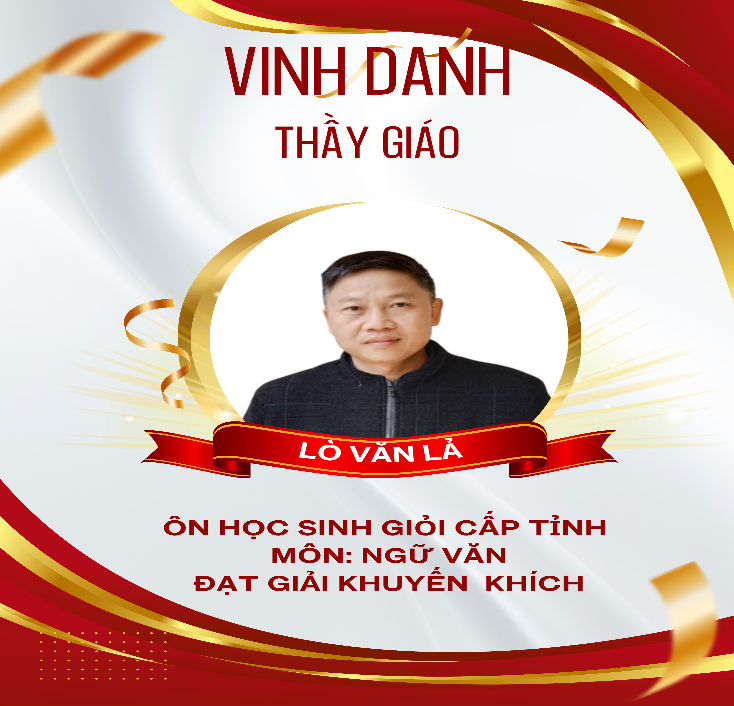 VINH DANH
THẦY GIÁO
LÒ VĂN LẢ
ÔN HỌC SINH GIỎI CẤP TỈNH
MÔN: NGỮ VĂN
ĐẠT GIẢI KHUYẾN KHÍCH